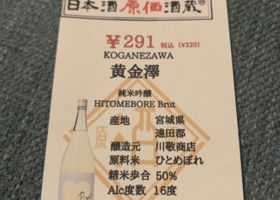 日本酒原価酒蔵®
¥291 税込 (¥320)
KOGANEZAWA
黄金澤
純米吟醸
HITOMEBORE Brut
産地 宮城県
遠田郡
醸造元 川敬商店
原料米 ひとめぼれ
精米歩合 50%
Alc度数 16度